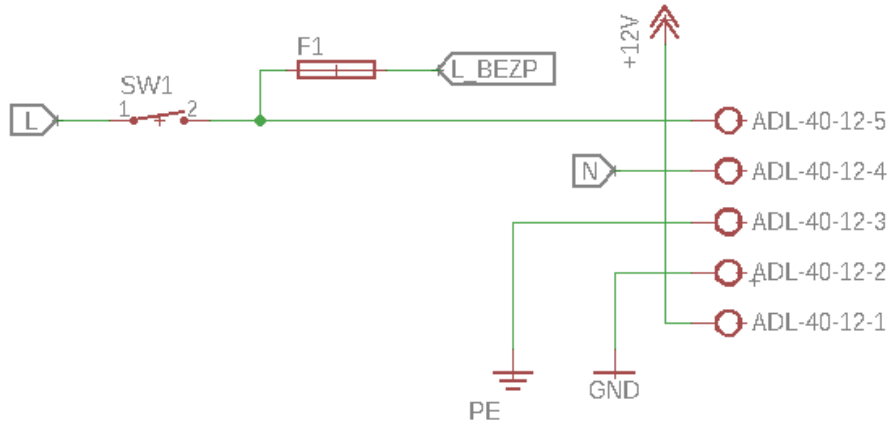 +12V
F1
L_BEZP
SW1
1 2
L
ADL-40-12-5
N
ADL-40-12-4
ADL-40-12-3
ADL-40-12-2
ADL-40-12-1
GND
PE